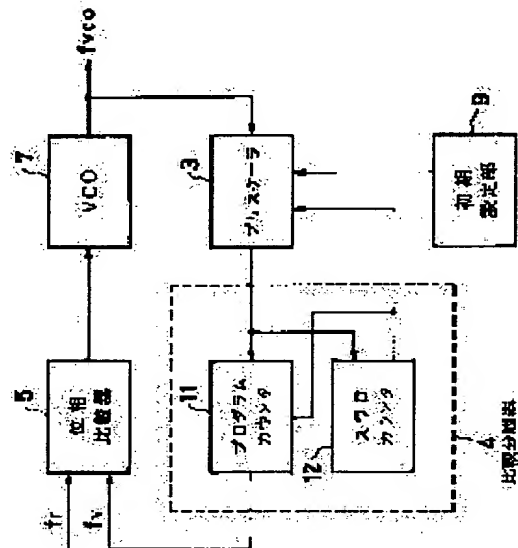 fr
fv
5
位相
比較器
7
VCO
fvco
3
プリスケーラ
11
プログラム
カウンタ
12
スワロ
カウンタ
4
比較分周器
9
初期
設定部